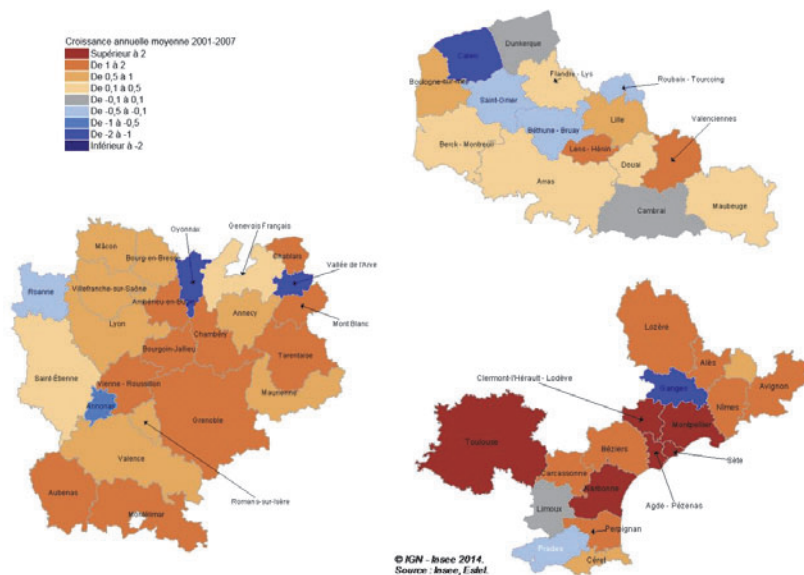 Croissance annuelle moyenne 2001-2007
Supérieur à 2
De 1 à 2
De 0,5 à 1
De 0,1 à 0,5
De -0,1 à 0,1
De -0,5 à -0,1
De -1 à -0,5
De -2 à -1
Inférieur à -2
Calais
Dunkerque
Boulogne-sur-Mer
Flandre - Lys
Roubaix - Tourcoing
Saint-Omer
Béthune - Bruay
Lille
Valenciennes
Berck - Montreuil
Lens - Hénin
Douai
Arras
Cambrai
Maubeuge
Oyonnax
Genevois Français
Mâcon
Bourg-en-Bresse
Chablais
Vallée de l'Arve
Roanne
Villefranche-sur-Saône
Ambérieu-en-Bugey
Annecy
Mont Blanc
Lyon
Chambéry
Bourgoin-Jallieu
Tarentaise
Saint-Étienne
Vienne - Roussillon
Maurienne
Annonay
Grenoble
Valence
Romans-sur-Isère
Aubenas
Montélimar
Lozère
Clermont-l'Hérault - Lodève
Alès
Ganges
Avignon
Nîmes
Montpellier
Toulouse
Béziers
Sète
Carcassonne
Narbonne
Agde - Pézenas
Limoux
Perpignan
Prades
Céret
© IGN - Insee 2014.
Source : Insee, Estel.